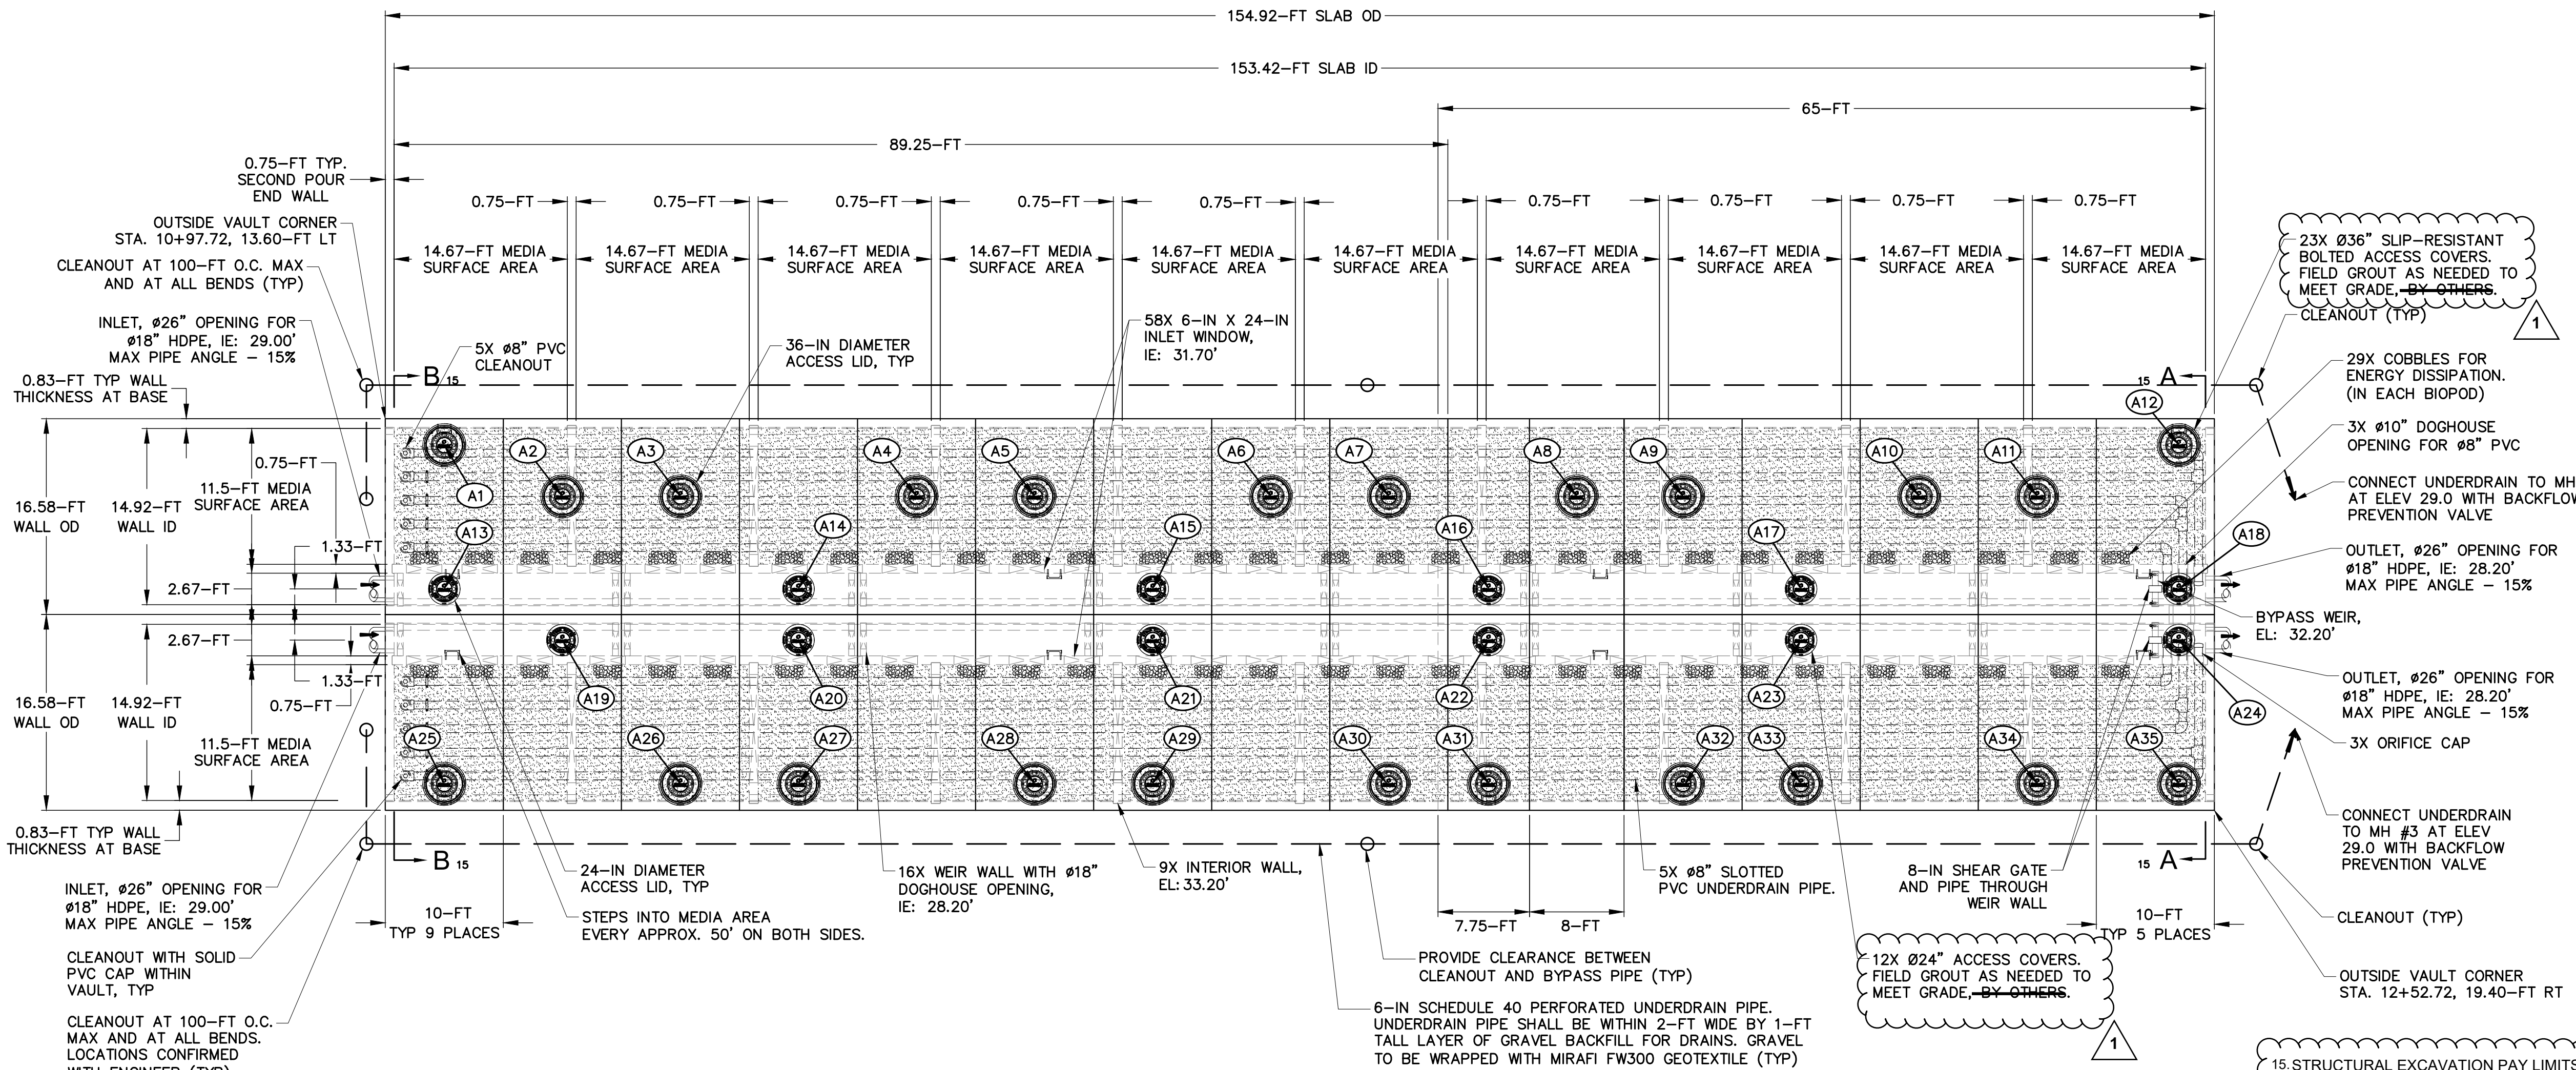 154.92-FT SLAB OD
153.42-FT SLAB ID
65-FT
89.25-FT
0.75-FT TYP.
SECOND POUR
END WALL
OUTSIDE VAULT CORNER
STA. 10+97.72, 13.60-FT LT
CLEANOUT AT 100-FT O.C. MAX
AND AT ALL BENDS (TYP)
INLET, Ø26" OPENING FOR
Ø18" HDPE, IE: 29.00'
MAX PIPE ANGLE - 15%
0.83-FT TYP WALL
THICKNESS AT BASE
0.75-FT
0.75-FT
0.75-FT
0.75-FT
0.75-FT
0.75-FT
0.75-FT
0.75-FT
0.75-FT
14.67-FT MEDIA
SURFACE AREA
14.67-FT MEDIA
SURFACE AREA
14.67-FT MEDIA
SURFACE AREA
14.67-FT MEDIA
SURFACE AREA
14.67-FT MEDIA
SURFACE AREA
14.67-FT MEDIA
SURFACE AREA
14.67-FT MEDIA
SURFACE AREA
14.67-FT MEDIA
SURFACE AREA
14.67-FT MEDIA
SURFACE AREA
14.67-FT MEDIA
SURFACE AREA
23X Ø36" SLIP-RESISTANT
BOLTED ACCESS COVERS.
FIELD GROUT AS NEEDED TO
MEET GRADE, BY OTHERS.
1
CLEANOUT (TYP)
5X Ø8" PVC
CLEANOUT
36-IN DIAMETER
ACCESS LID, TYP
58X 6-IN X 24-IN
INLET WINDOW,
IE: 31.70'
29X COBBLES FOR
ENERGY DISSIPATION.
(IN EACH BIOPOD)
B 15
15 A
3X Ø10" DOGHOUSE
OPENING FOR Ø8" PVC
CONNECT UNDERDRAIN TO MH
AT ELEV 29.0 WITH BACKFLOW
PREVENTION VALVE
OUTLET, Ø26" OPENING FOR
Ø18" HDPE, IE: 28.20'
MAX PIPE ANGLE - 15%
BYPASS WEIR,
EL: 32.20'
OUTLET, Ø26" OPENING FOR
Ø18" HDPE, IE: 28.20'
MAX PIPE ANGLE - 15%
3X ORIFICE CAP
CONNECT UNDERDRAIN
TO MH #3 AT ELEV
29.0 WITH BACKFLOW
PREVENTION VALVE
CLEANOUT (TYP)
OUTSIDE VAULT CORNER
STA. 12+52.72, 19.40-FT RT
A1
A2
A3
A4
A5
A6
A7
A8
A9
A10
A11
A12
A13
A14
A15
A16
A17
A18
A19
A20
A21
A22
A23
A24
A25
A26
A27
A28
A29
A30
A31
A32
A33
A34
A35
16.58-FT
WALL OD
14.92-FT
WALL ID
11.5-FT MEDIA
SURFACE AREA
0.75-FT
1.33-FT
2.67-FT
2.67-FT
1.33-FT
0.75-FT
16.58-FT
WALL OD
14.92-FT
WALL ID
11.5-FT MEDIA
SURFACE AREA
0.83-FT TYP WALL
THICKNESS AT BASE
B 15
15 A
INLET, Ø26" OPENING FOR
Ø18" HDPE, IE: 29.00'
MAX PIPE ANGLE - 15%
CLEANOUT WITH SOLID
PVC CAP WITHIN
VAULT, TYP
CLEANOUT AT 100-FT O.C.
MAX AND AT ALL BENDS.
LOCATIONS CONFIRMED
WITH ENGINEER (TYP)
10-FT
TYP 9 PLACES
24-IN DIAMETER
ACCESS LID, TYP
STEPS INTO MEDIA AREA
EVERY APPROX. 50' ON BOTH SIDES.
16X WEIR WALL WITH Ø18"
DOGHOUSE OPENING,
IE: 28.20'
9X INTERIOR WALL,
EL: 33.20'
7.75-FT
8-FT
5X Ø8" SLOTTED
PVC UNDERDRAIN PIPE.
8-IN SHEAR GATE
AND PIPE THROUGH
WEIR WALL
10-FT
TYP 5 PLACES
PROVIDE CLEARANCE BETWEEN
CLEANOUT AND BYPASS PIPE (TYP)
12X Ø24" ACCESS COVERS.
FIELD GROUT AS NEEDED TO
MEET GRADE, BY OTHERS.
1
6-IN SCHEDULE 40 PERFORATED UNDERDRAIN PIPE.
UNDERDRAIN PIPE SHALL BE WITHIN 2-FT WIDE BY 1-FT
TALL LAYER OF GRAVEL BACKFILL FOR DRAINS. GRAVEL
TO BE WRAPPED WITH MIRAFI FW300 GEOTEXTILE (TYP)
15. STRUCTURAL EXCAVATION PAY LIMITS